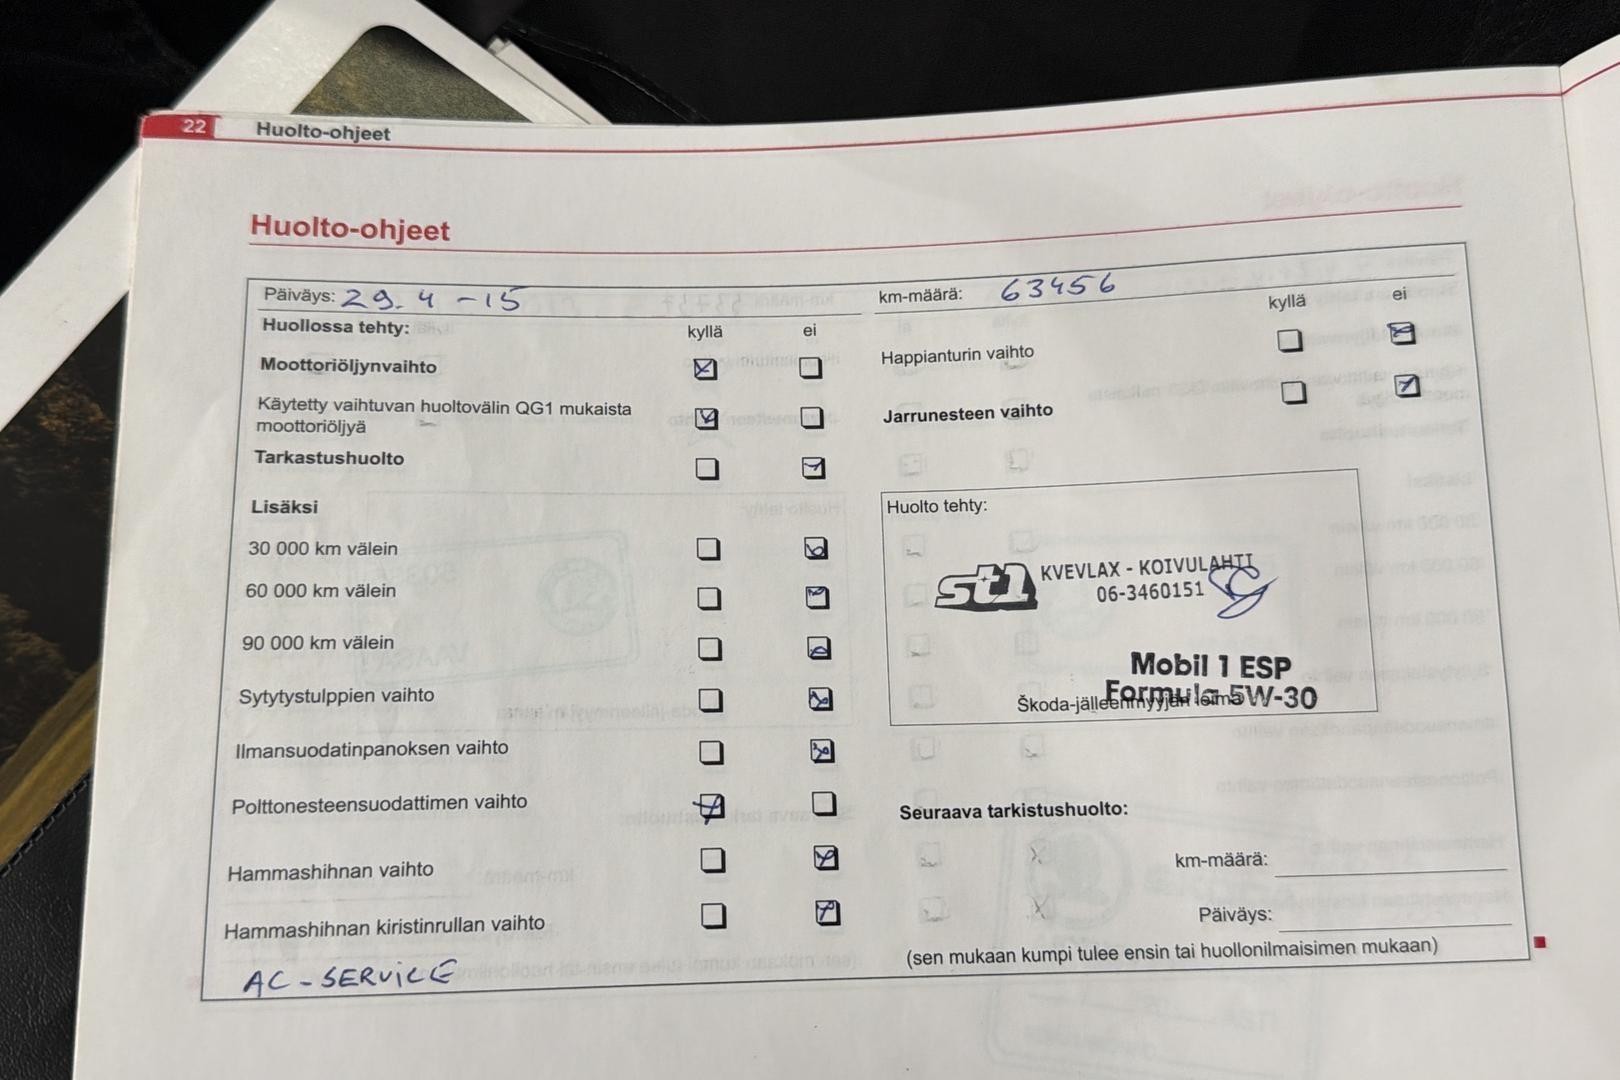 22 Huolto-ohjeet
Huolto-ohjeet
Päiväys: 29.4-15
km-määrä: 63456
Huollossa tehty: kyllä ei
kyllä ei
Moottoriöljynvaihto
Käytetty vaihtuvan huoltovälin QG1 mukaista
moottoriöljyä
Tarkastushuolto
Lisäksi
30 000 km välein
60 000 km välein
90 000 km välein
Sytytystulppien vaihto
Ilmansuodatinpanoksen vaihto
Polttonesteensuodattimen vaihto
Hammashihnan vaihto
Hammashihnan kiristinrullan vaihto
AC-SERVICE
Happianturin vaihto
Jarrunesteen vaihto
Huolto tehty:
st1 KVEVLAX - KOIVULAHTI
06-3460151
Mobil 1 ESP
Formula 5W-30
Škoda-jälleenmyyjän leima
Seuraava tarkistushuolto:
km-määrä:
Päiväys:
(sen mukaan kumpi tulee ensin tai huollonilmaisimen mukaan)